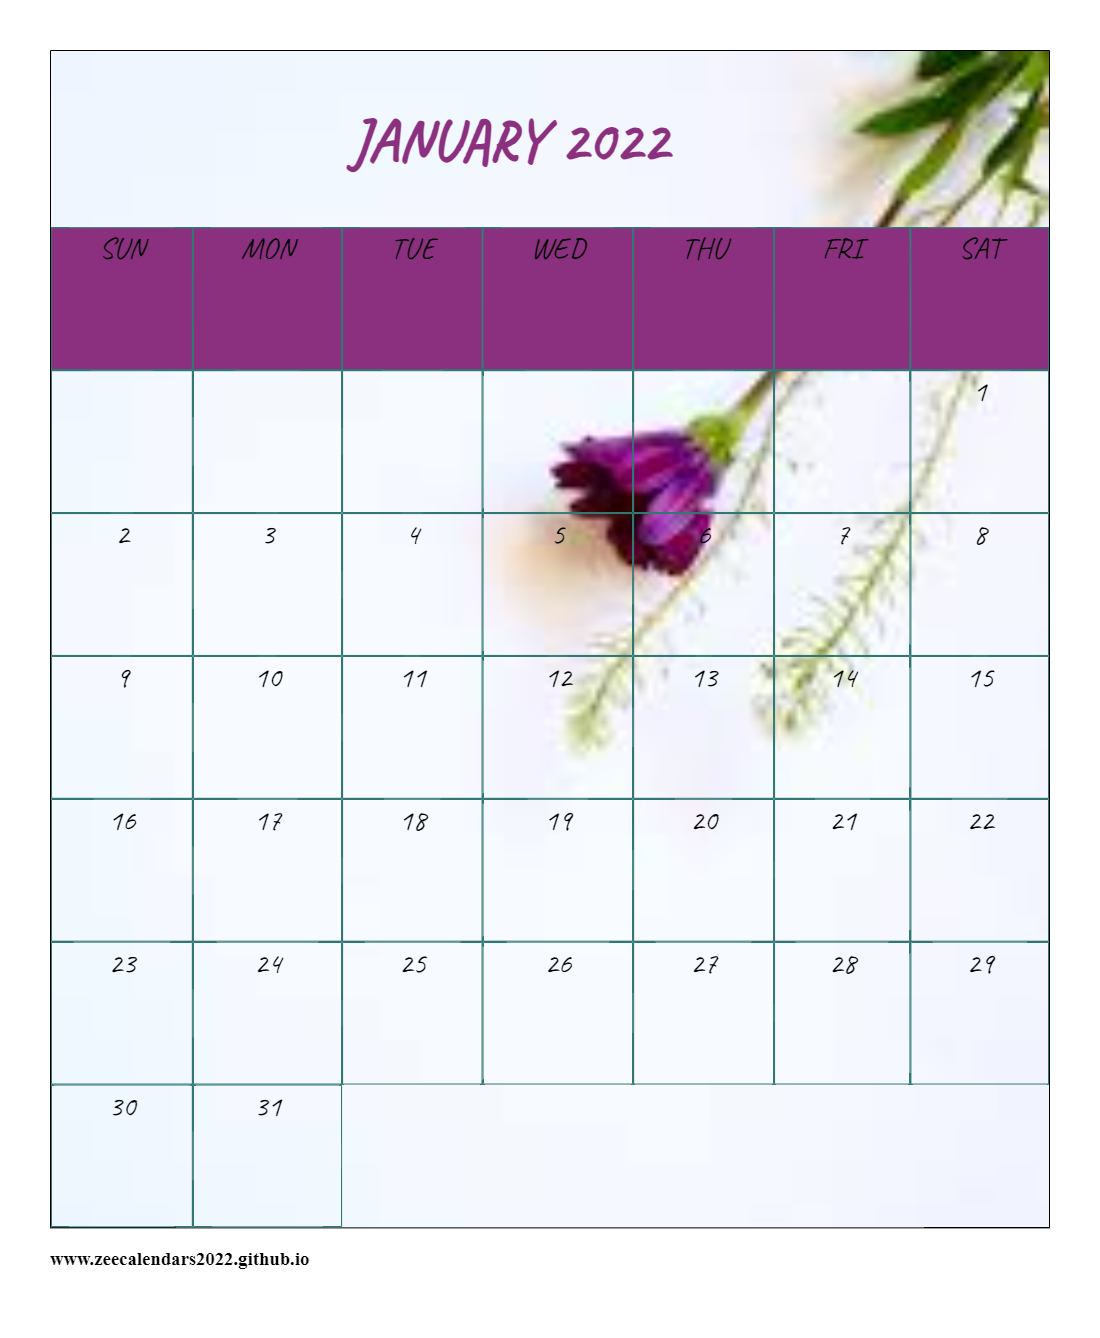 JANUARY 2022
SUN MON TUE WED THU FRI SAT
1
2 3 4 5 6 7 8
9 10 11 12 13 14 15
16 17 18 19 20 21 22
23 24 25 26 27 28 29
30 31
www.zeecalendars2022.github.io